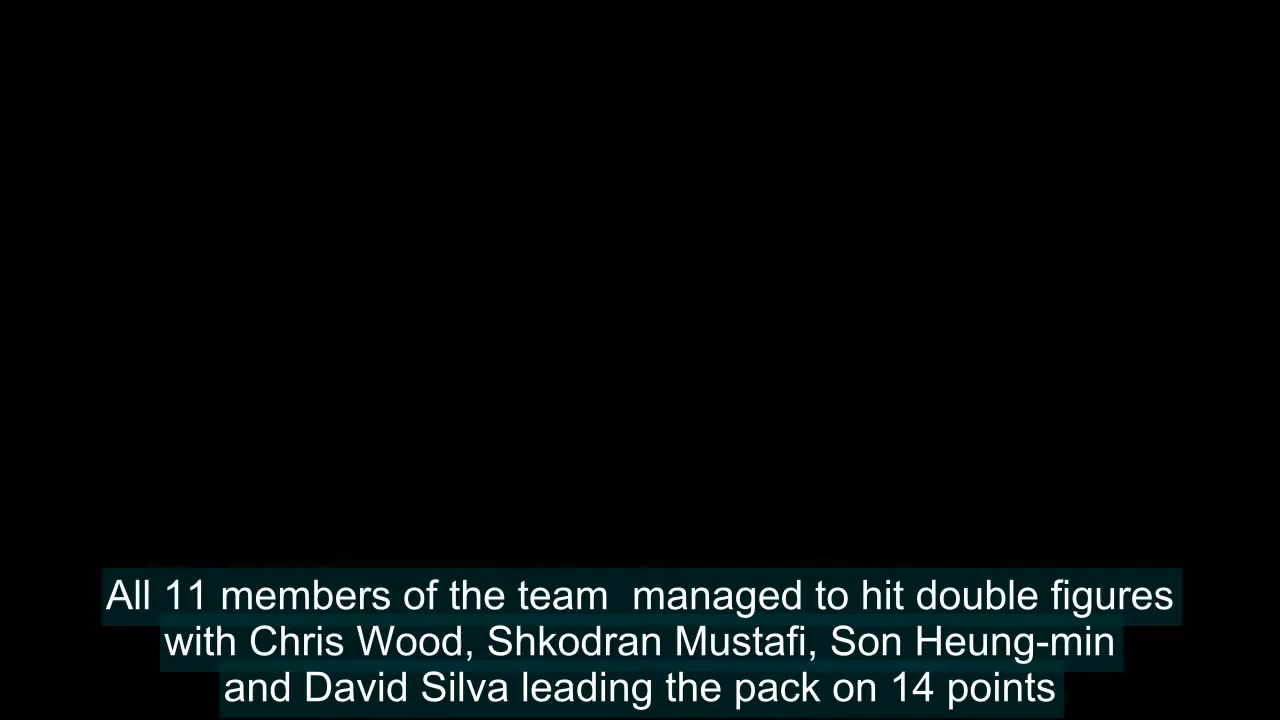 All 11 members of the team  managed to hit double figures
with Chris Wood, Shkodran Mustafi, Son Heung-min
and David Silva leading the pack on 14 points